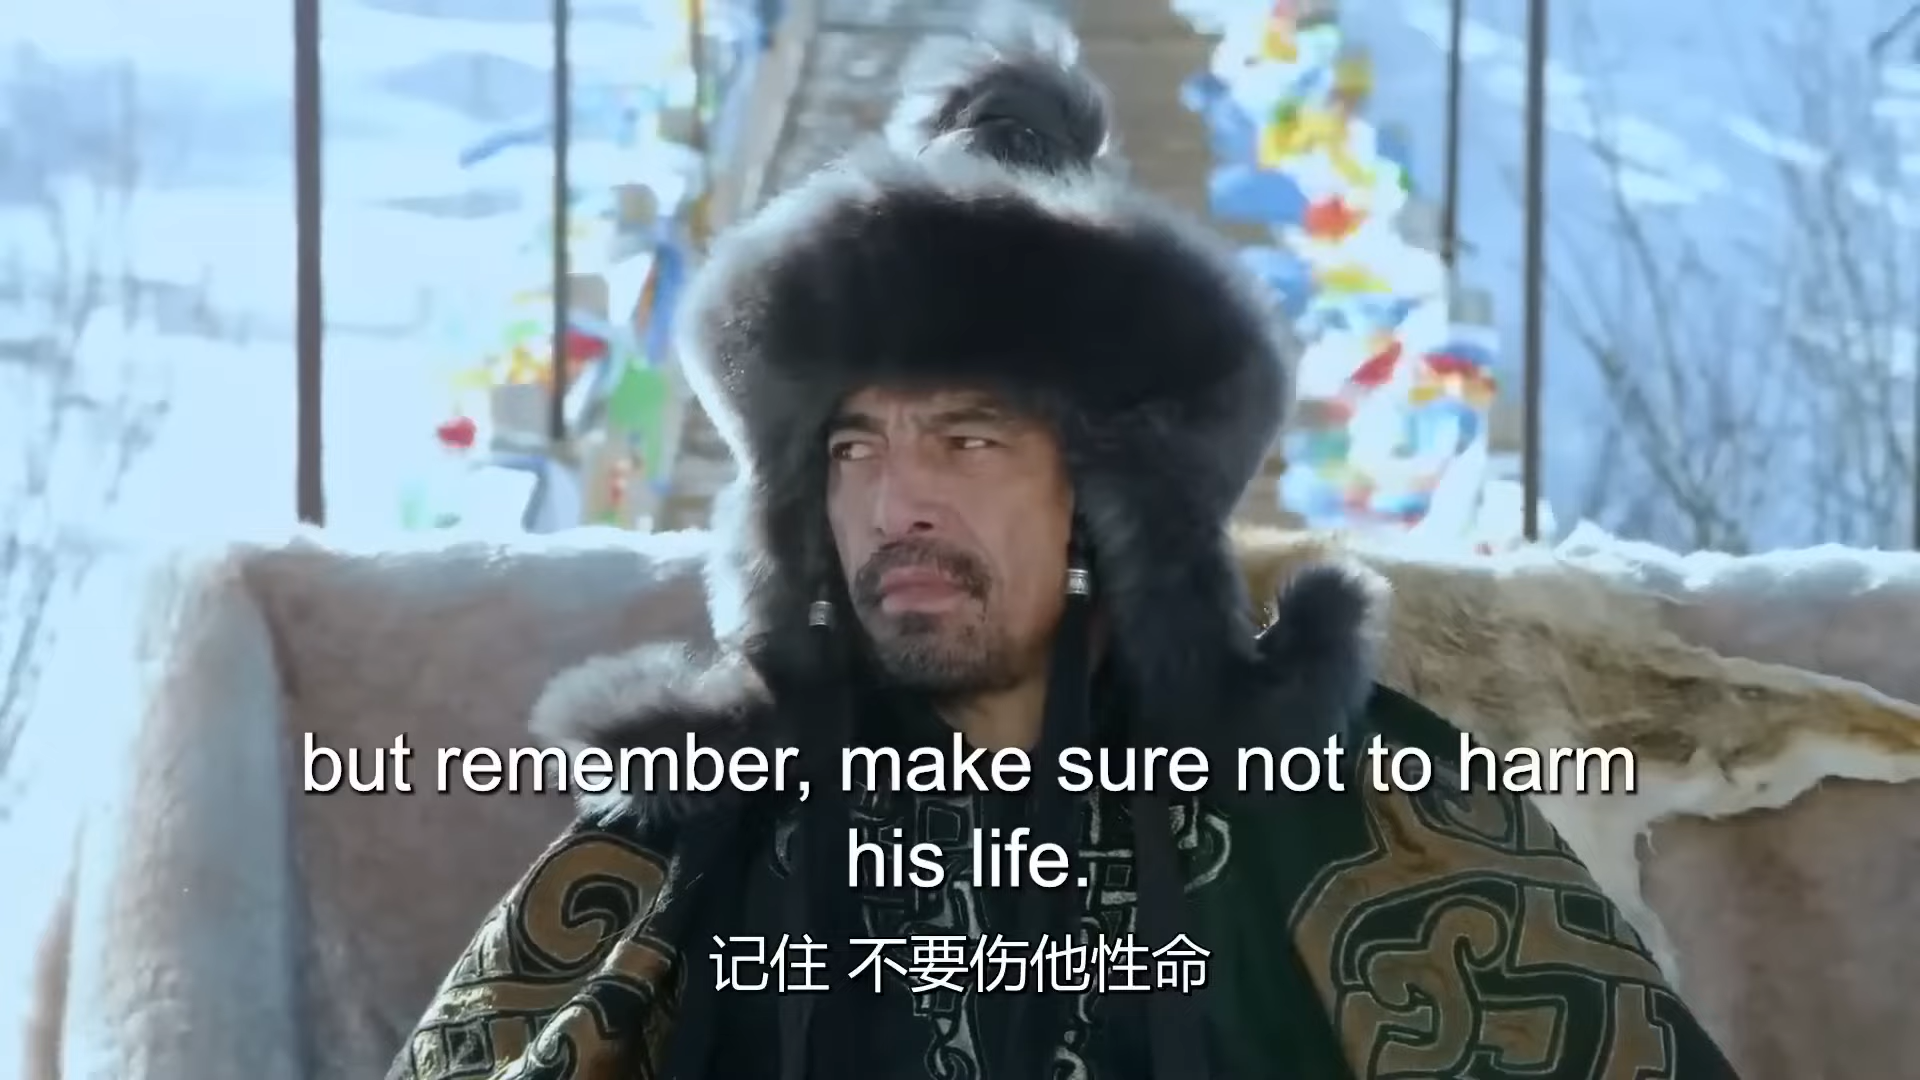 but remember, make sure not to harm
his life.
记住 不要伤他性命